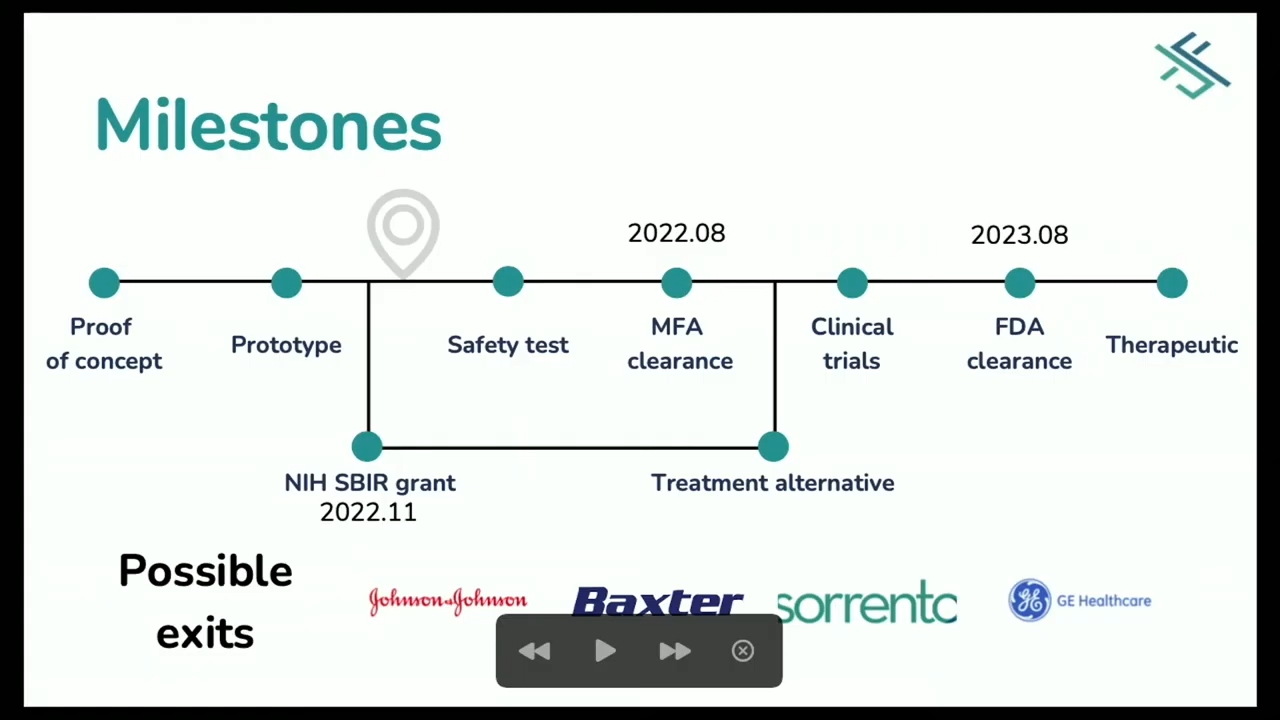 Milestones
2022.08
2023.08
Proof
of concept
Prototype
Safety test
MFA
clearance
Clinical
trials
FDA
clearance
Therapeutic
NIH SBIR grant
2022.11
Treatment alternative
Possible
exits
Johnson & Johnson
Baxter
sorrento
GE Healthcare